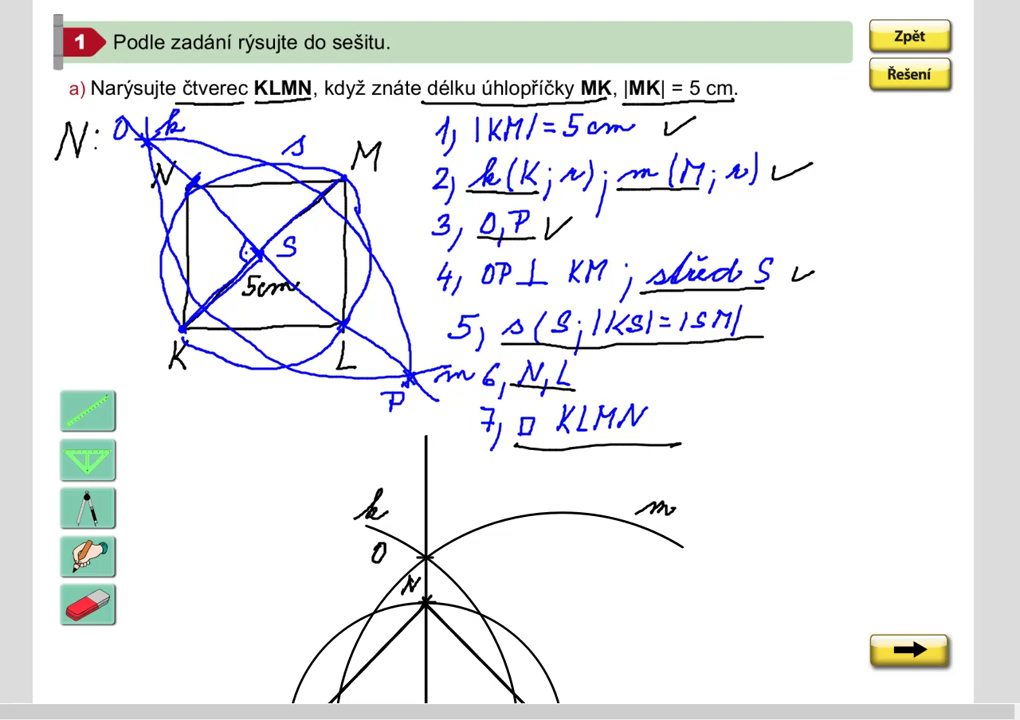 1 Podle zadání rýsujte do sešitu.
Zpět
Řešení
a) Narýsujte čtverec KLMN, když znáte délku úhlopříčky MK, |MK| = 5 cm.
N:
O k
s
M
N
S
5cm
K
L
P
m
1, |KM| = 5 cm ✓
2, k(K; r); m(M; r) ✓
3, O, P ✓
4, OP ⊥ KM; střed S ✓
5, s(S; |KS| = |SM|
6, N, L
7, □ KLMN
k
m
O
N